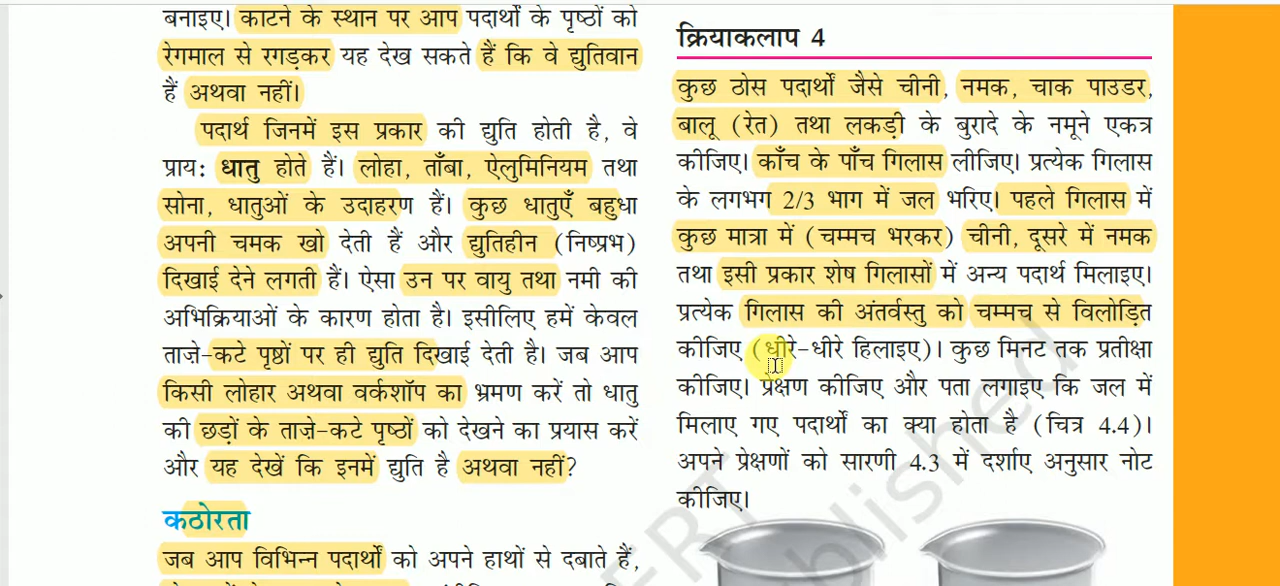 बनाइए। काटने के स्थान पर आप पदार्थों के पृष्ठों को
रेगमाल से रगड़कर यह देख सकते हैं कि वे द्युतिवान
हैं अथवा नहीं।
पदार्थ जिनमें इस प्रकार की द्युति होती है, वे
प्राय: धातु होते हैं। लोहा, ताँबा, ऐलुमिनियम तथा
सोना, धातुओं के उदाहरण हैं। कुछ धातुएँ बहुधा
अपनी चमक खो देती हैं और द्युतिहीन (निष्प्रभ)
दिखाई देने लगती हैं। ऐसा उन पर वायु तथा नमी की
अभिक्रियाओं के कारण होता है। इसीलिए हमें केवल
ताज़े-कटे पृष्ठों पर ही द्युति दिखाई देती है। जब आप
किसी लोहार अथवा वर्कशॉप का भ्रमण करें तो धातु
की छड़ों के ताज़े-कटे पृष्ठों को देखने का प्रयास करें
और यह देखें कि इनमें द्युति है अथवा नहीं?
कठोरता
जब आप विभिन्न पदार्थों को अपने हाथों से दबाते हैं,
क्रियाकलाप 4
कुछ ठोस पदार्थों जैसे चीनी, नमक, चाक पाउडर,
बालू (रेत) तथा लकड़ी के बुरादे के नमूने एकत्र
कीजिए। काँच के पाँच गिलास लीजिए। प्रत्येक गिलास
के लगभग 2/3 भाग में जल भरिए। पहले गिलास में
कुछ मात्रा में (चम्मच भरकर) चीनी, दूसरे में नमक
तथा इसी प्रकार शेष गिलासों में अन्य पदार्थ मिलाइए।
प्रत्येक गिलास की अंतर्वस्तु को चम्मच से विलोड़ित
कीजिए (धीरे-धीरे हिलाइए)। कुछ मिनट तक प्रतीक्षा
कीजिए। प्रेक्षण कीजिए और पता लगाइए कि जल में
मिलाए गए पदार्थों का क्या होता है (चित्र 4.4)।
अपने प्रेक्षणों को सारणी 4.3 में दर्शाए अनुसार नोट
कीजिए।